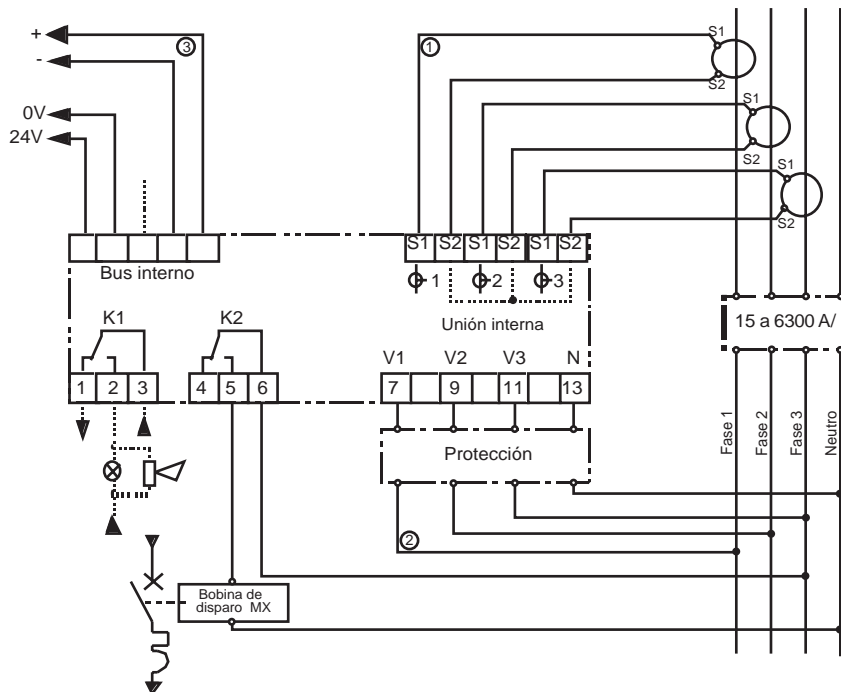 +
-
3
1
S1
S2
0V
24V
S1
S2
S1
S2
S1 S2 S1 S2 S1 S2
Bus interno
1 2 3
Unión interna
15 a 6300 A/
K1 K2
V1 V2 V3 N
1 2 3 4 5 6 7 9 11 13
Fase 1
Fase 2
Fase 3
Neutro
Protección
2
Bobina de
disparo MX